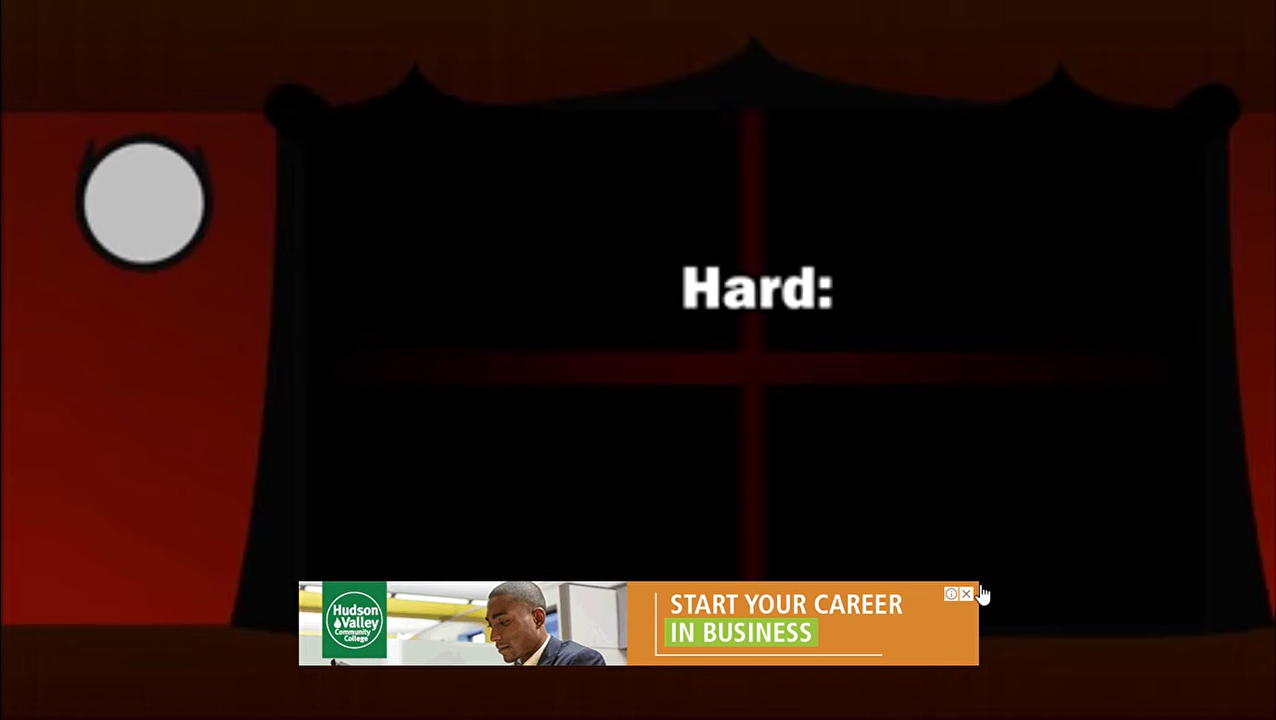 Hard:
Hudson
Valley
Community
College
START YOUR CAREER
IN BUSINESS